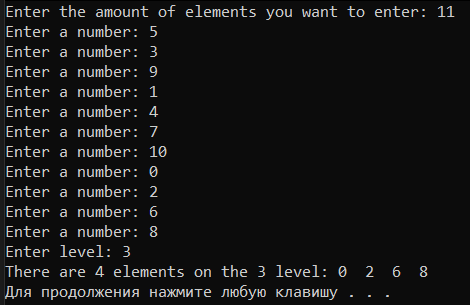 Enter the amount of elements you want to enter: 11
Enter a number: 5
Enter a number: 3
Enter a number: 9
Enter a number: 1
Enter a number: 4
Enter a number: 7
Enter a number: 10
Enter a number: 0
Enter a number: 2
Enter a number: 6
Enter a number: 8
Enter level: 3
There are 4 elements on the 3 level: 0  2  6  8
Для продолжения нажмите любую клавишу . . .